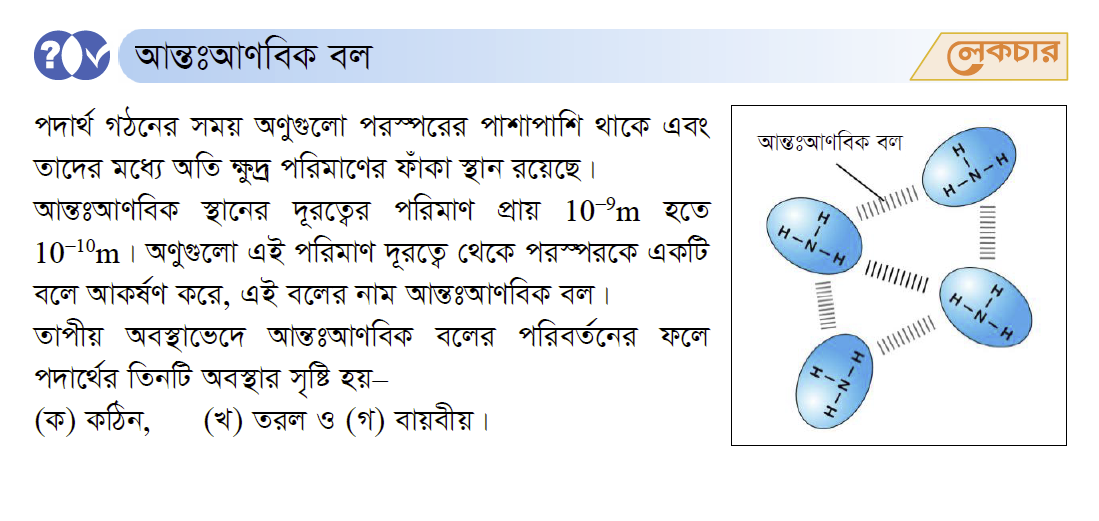 আন্তঃআণবিক বল
লেকচার
পদার্থ গঠনের সময় অণুগুলো পরস্পরের পাশাপাশি থাকে এবং
তাদের মধ্যে অতি ক্ষুদ্র পরিমাণের ফাঁকা স্থান রয়েছে।
আন্তঃআণবিক স্থানের দূরত্বের পরিমাণ প্রায় 10⁻⁹m হতে
10⁻¹⁰m। অণুগুলো এই পরিমাণ দূরত্বে থেকে পরস্পরকে একটি
বলে আকর্ষণ করে, এই বলের নাম আন্তঃআণবিক বল।
তাপীয় অবস্থাভেদে আন্তঃআণবিক বলের পরিবর্তনের ফলে
পদার্থের তিনটি অবস্থার সৃষ্টি হয়–
(ক) কঠিন, (খ) তরল ও (গ) বায়বীয়।
আন্তঃআণবিক বল
H
H–N–H
H
H–N–H
H
H–N–H
H
H–N–H